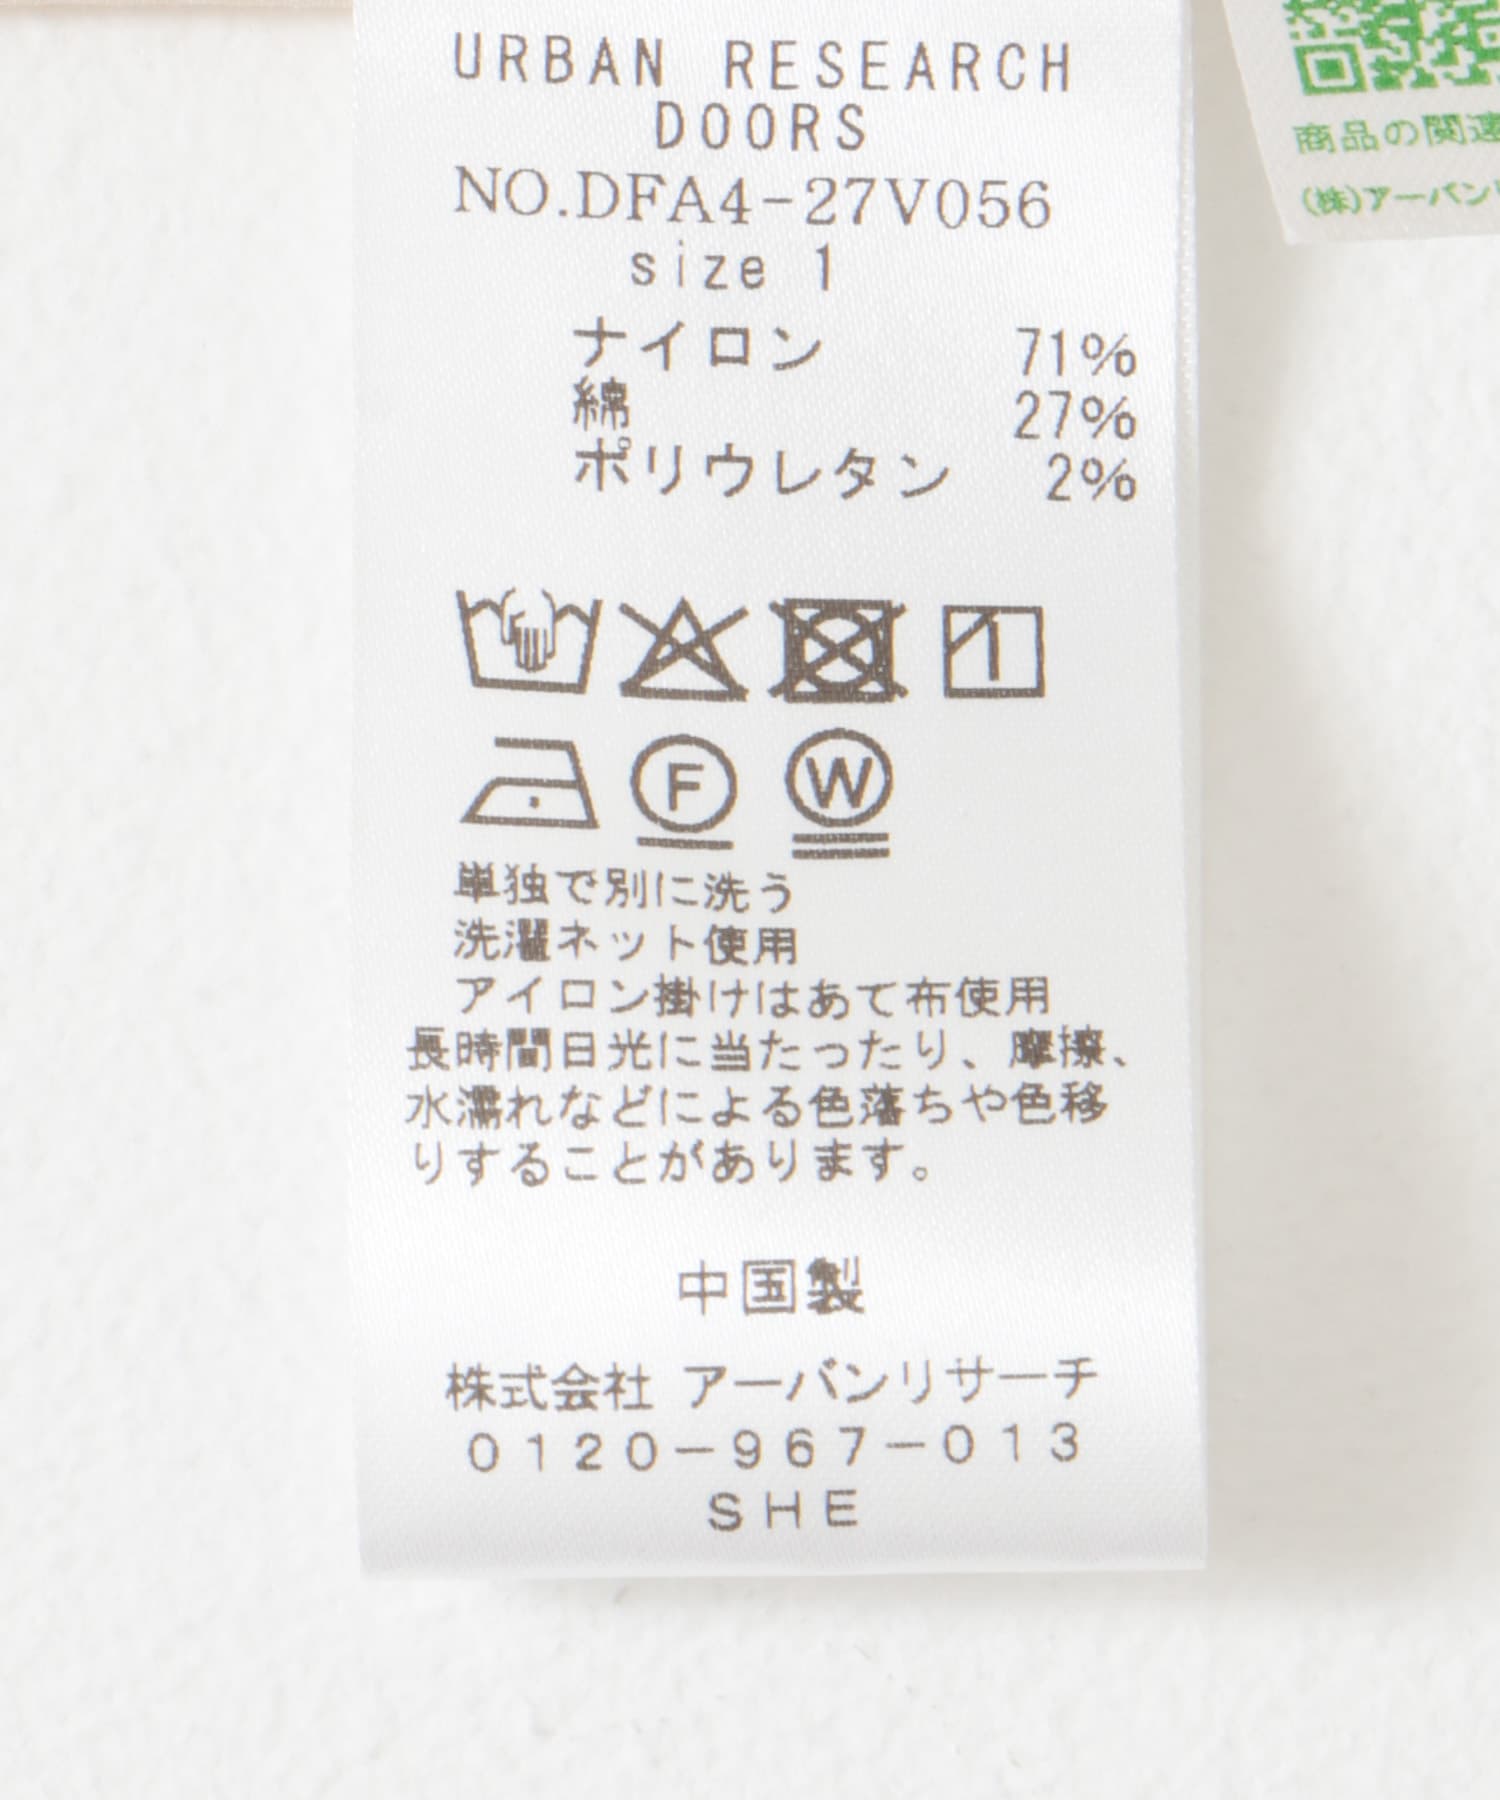 URBAN RESEARCH
DOORS
NO.DFA4-27V056
size 1
ナイロン 71%
綿 27%
ポリウレタン 2%
F W
単独で別に洗う
洗濯ネット使用
アイロン掛けはあて布使用
長時間日光に当たったり、摩擦、
水濡れなどによる色落ちや色移
りすることがあります。
中国製
株式会社 アーバンリサーチ
0120-967-013
SHE
商品の関連
(株)アーバン